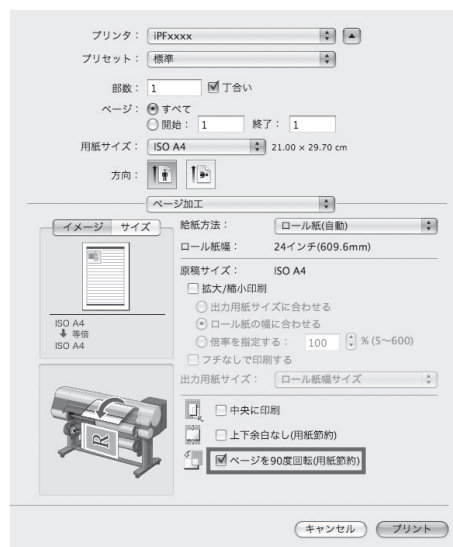 プリンタ： iPFxxxx
プリセット： 標準
部数： 1 丁合い
ページ： すべて
開始： 1 終了： 1
用紙サイズ： ISO A4 21.00 × 29.70 cm
方向：
ページ加工
イメージ サイズ
ISO A4
等倍
ISO A4
給紙方法： ロール紙(自動)
ロール紙幅： 24インチ(609.6mm)
原稿サイズ： ISO A4
拡大/縮小印刷
出力用紙サイズに合わせる
ロール紙の幅に合わせる
倍率を指定する： 100 % (5～600)
フチなしで印刷する
出力用紙サイズ： ロール紙幅サイズ
R
中央に印刷
上下余白なし(用紙節約)
ページを90度回転(用紙節約)
キャンセル プリント